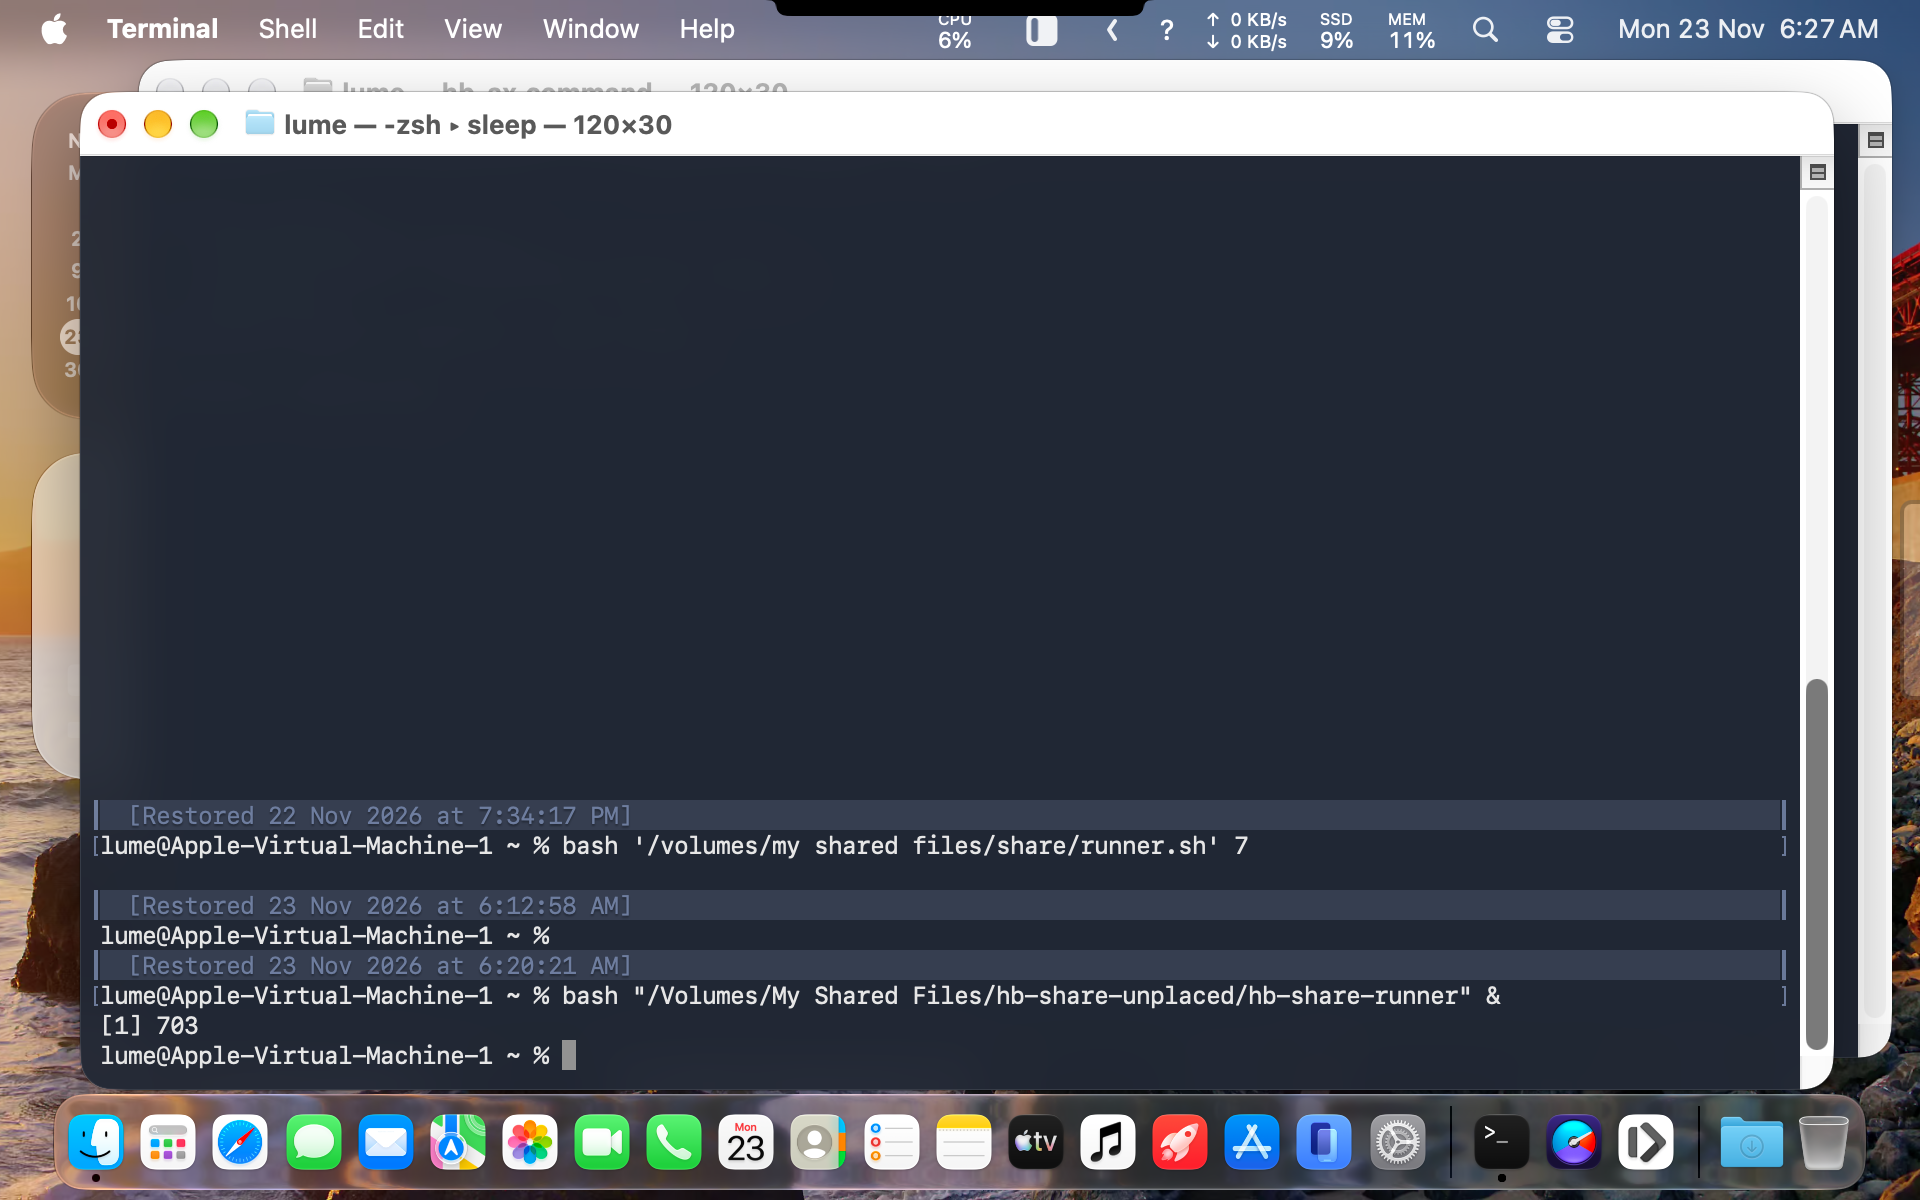 Terminal Shell Edit View Window Help CPU 6% ? ↑ 0 KB/s ↓ 0 KB/s SSD 9% MEM 11% Mon 23 Nov 6:27 AM
lume — -zsh ▸ sleep — 120×30
[Restored 22 Nov 2026 at 7:34:17 PM]
[lume@Apple-Virtual-Machine-1 ~ % bash '/volumes/my shared files/share/runner.sh' 7 ]
[Restored 23 Nov 2026 at 6:12:58 AM]
lume@Apple-Virtual-Machine-1 ~ %
[Restored 23 Nov 2026 at 6:20:21 AM]
[lume@Apple-Virtual-Machine-1 ~ % bash "/Volumes/My Shared Files/hb-share-unplaced/hb-share-runner" & ]
[1] 703
lume@Apple-Virtual-Machine-1 ~ %
Mon
23
tv
>_